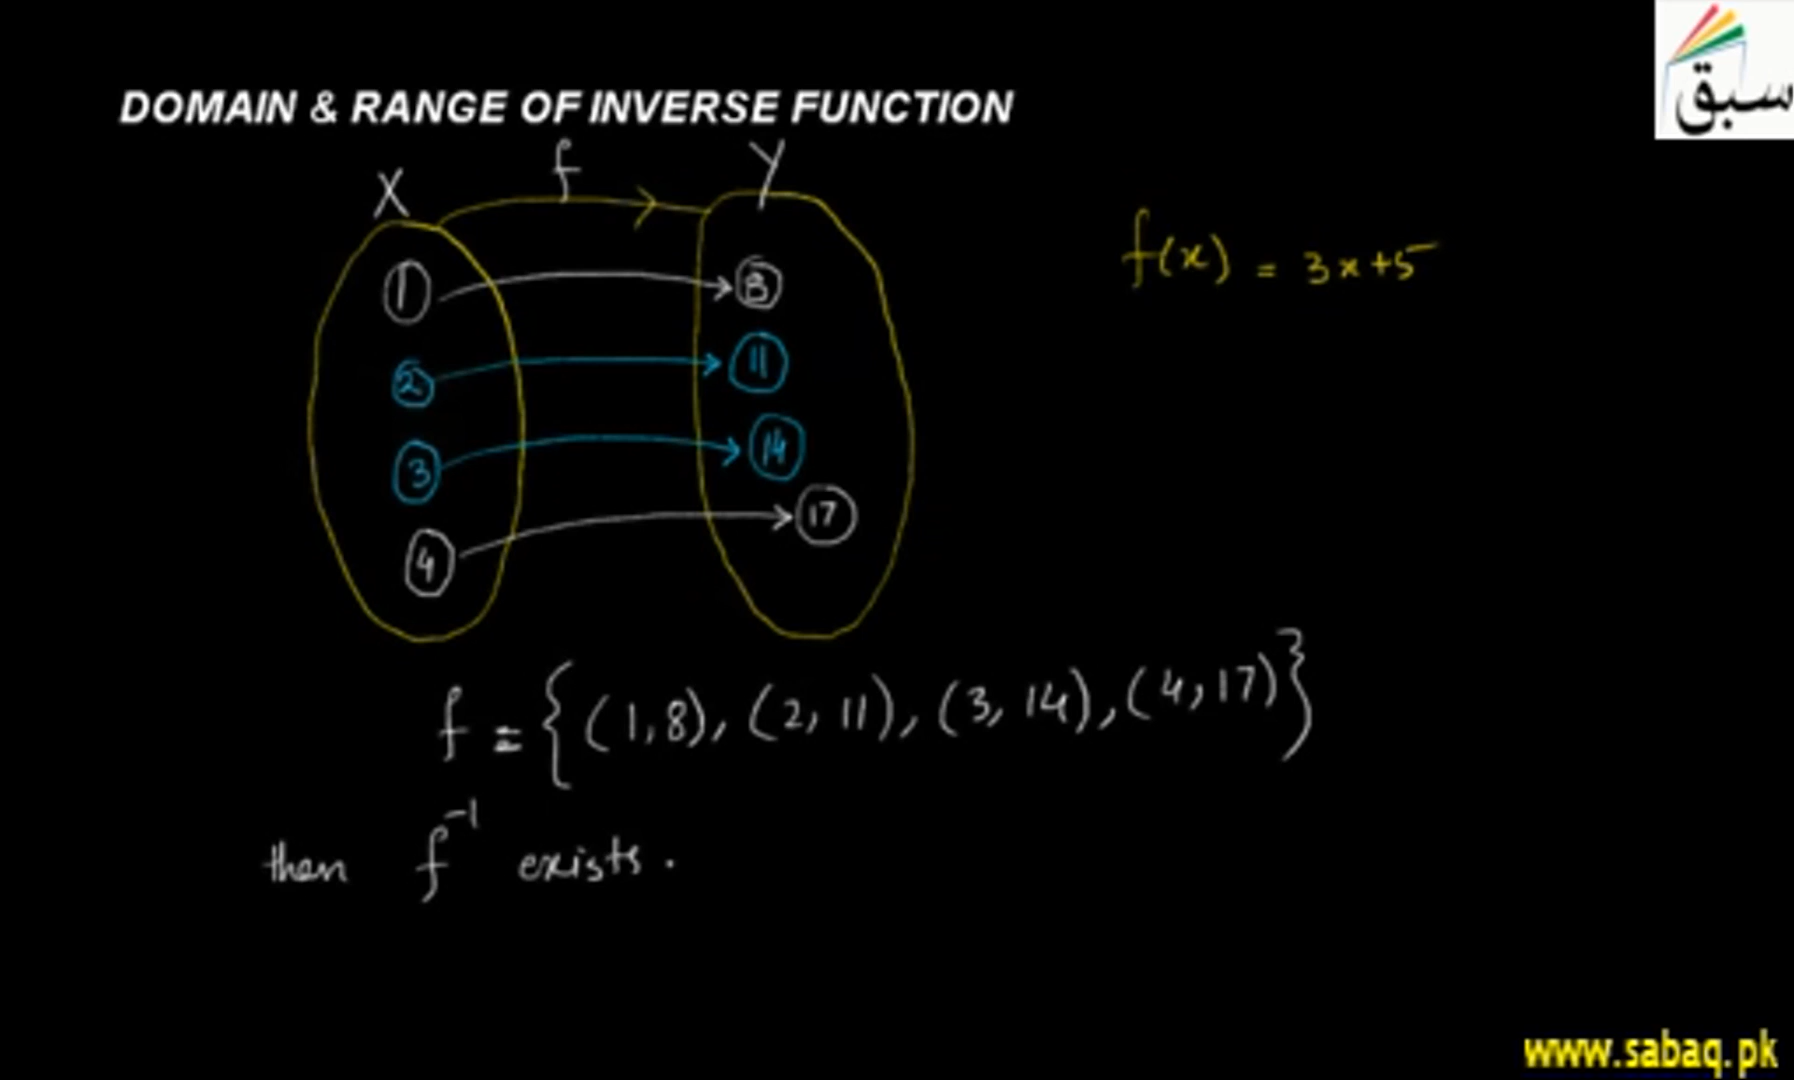 سبق
DOMAIN & RANGE OF INVERSE FUNCTION
X f Y
f(x) = 3x+5
1 8
2 11
3 14
4 17
f = {(1,8), (2,11), (3,14), (4,17)}
then f⁻¹ exists.
www.sabaq.pk